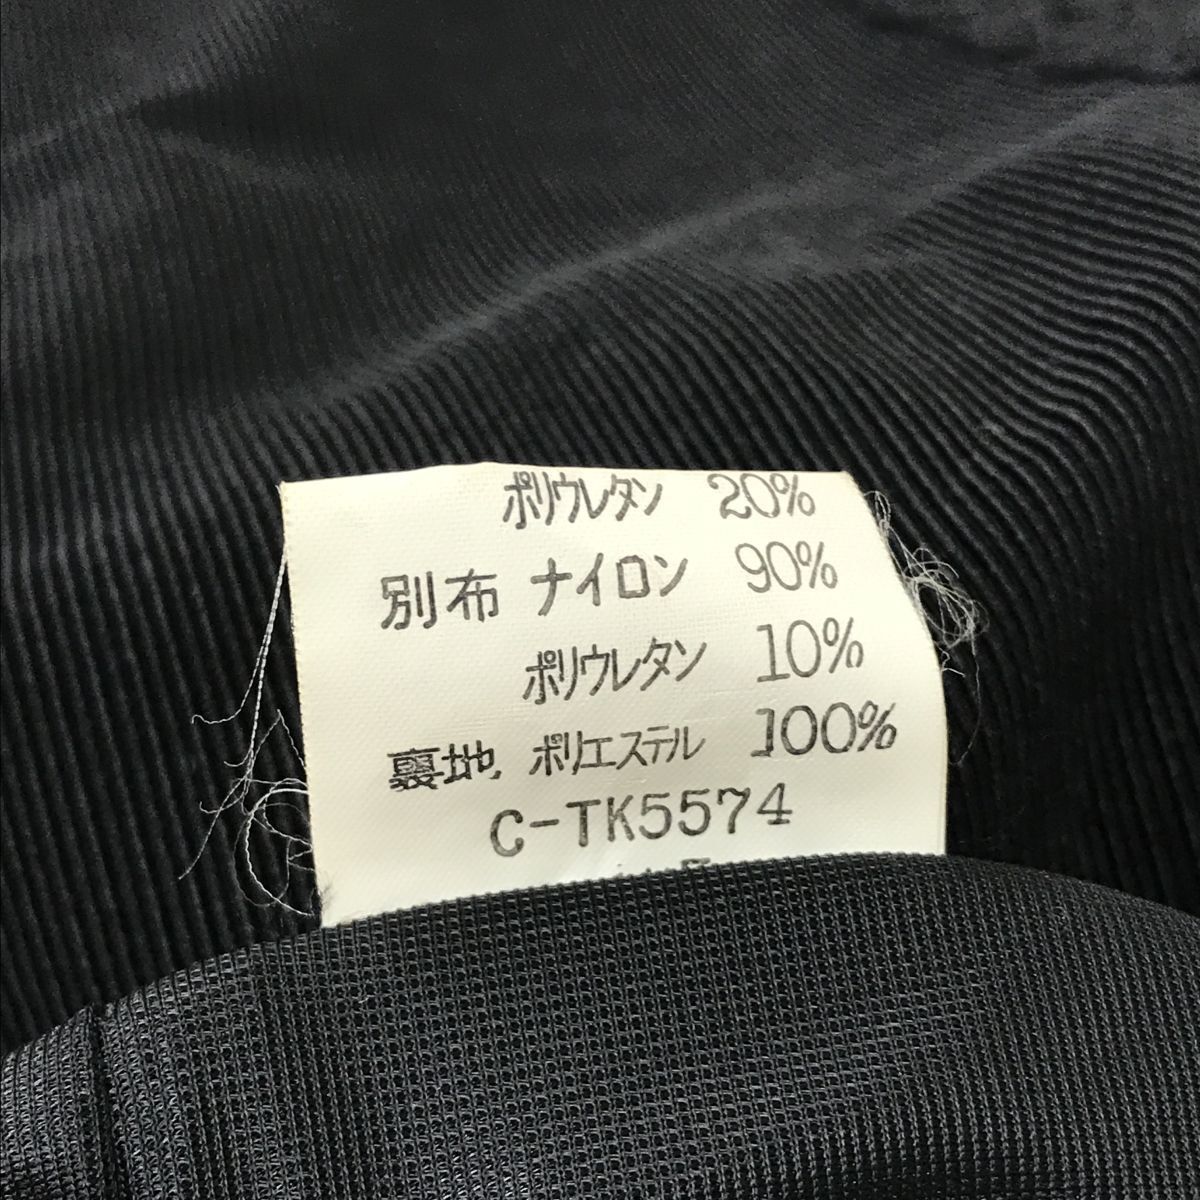 ポリウレタン 20%
別布 ナイロン 90%
ポリウレタン 10%
裏地. ポリエステル 100%
C-TK5574